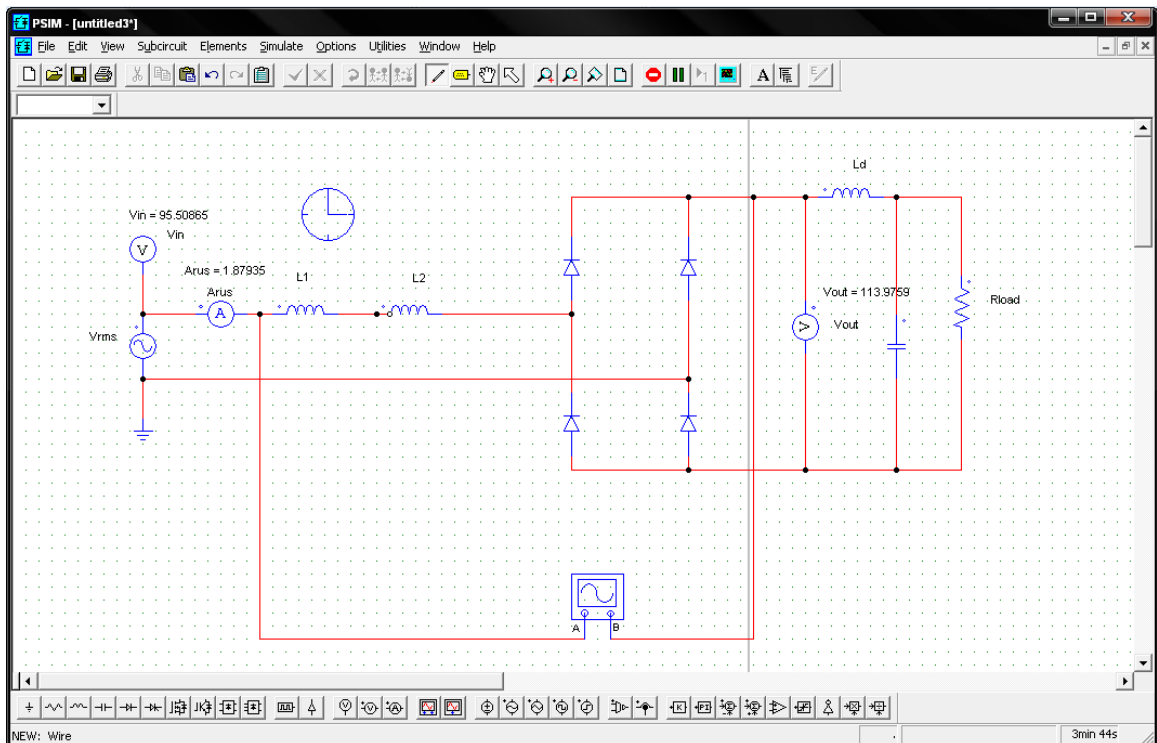 PSIM - [untitled3*]
File Edit View Subcircuit Elements Simulate Options Utilities Window Help
Ld
Vin = 95.50865
Vin
V
Arus = 1.87935
Arus
A
L1
L2
Vout = 113.9759
V
Vout
Rload
Vrms
A B
NEW: Wire
3min 44s